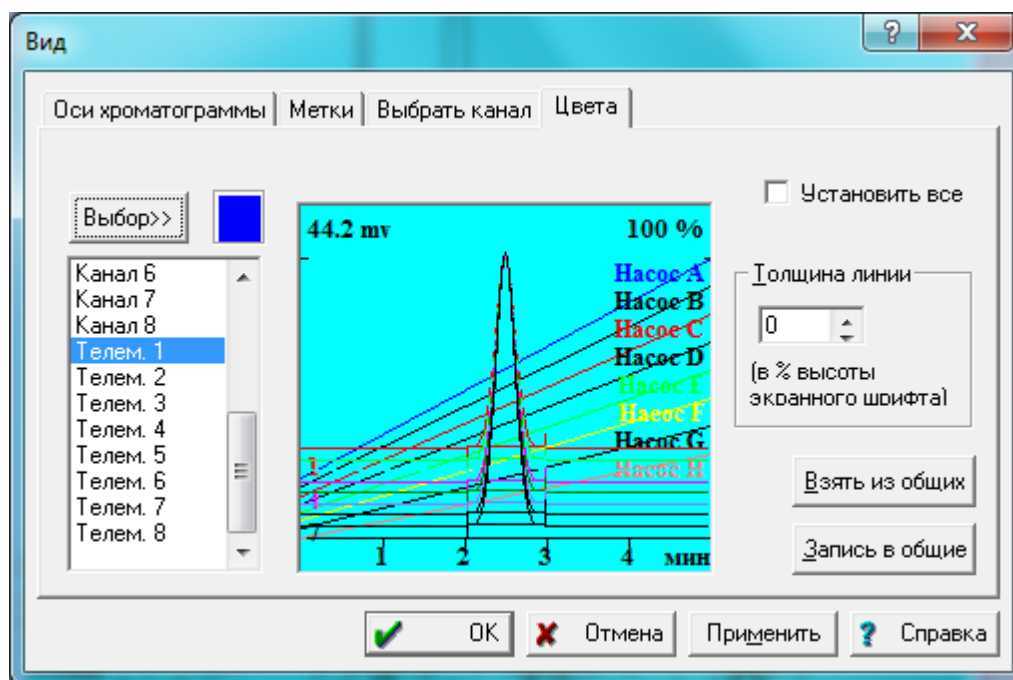 Вид
Оси хроматограммы
Метки
Выбрать канал
Цвета
Выбор>>
Канал 6
Канал 7
Канал 8
Телем. 1
Телем. 2
Телем. 3
Телем. 4
Телем. 5
Телем. 6
Телем. 7
Телем. 8
44.2 mv
100 %
Насос A
Насос B
Насос C
Насос D
Насос E
Насос F
Насос G
Насос H
1
4
7
1 2 3 4 мин
Установить все
Толщина линии
0
(в % высоты
экранного шрифта)
Взять из общих
Запись в общие
OK
Отмена
Применить
Справка